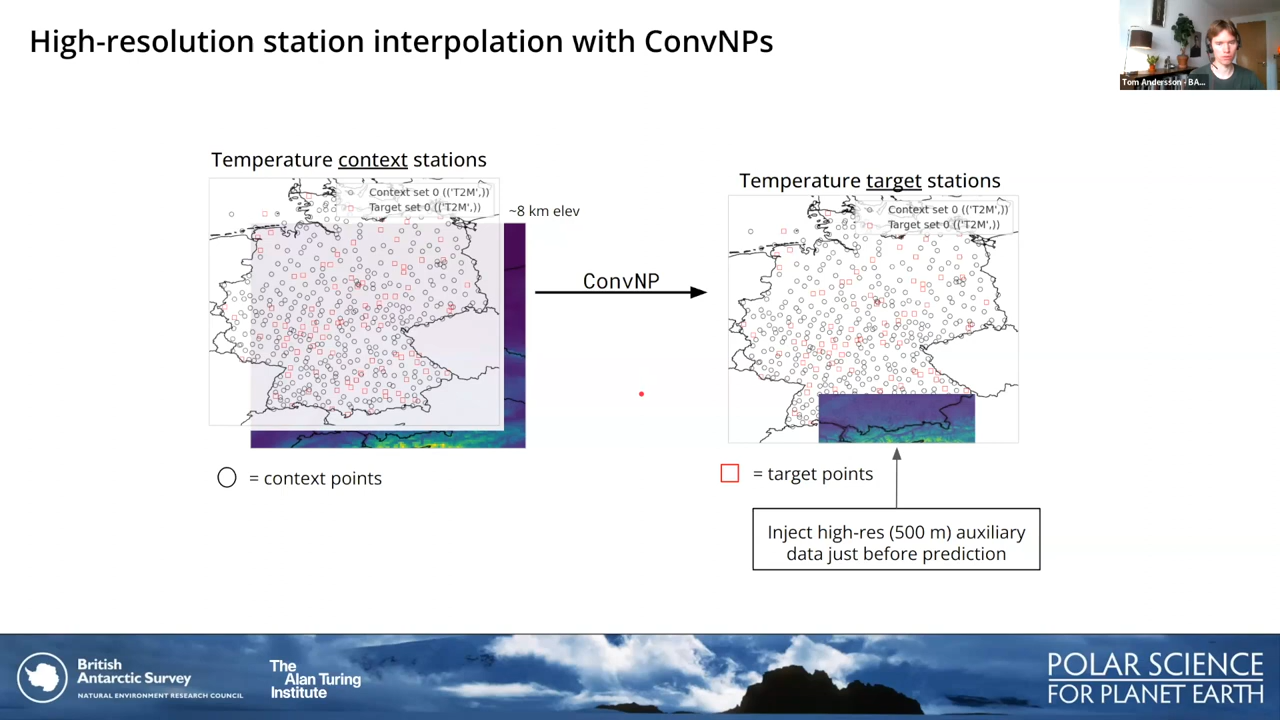 High-resolution station interpolation with ConvNPs
Tom Andersson - BA...
Temperature context stations
Context set 0 (('T2M',))
Target set 0 (('T2M',))
~8 km elev
ConvNP
Temperature target stations
Context set 0 (('T2M',))
Target set 0 (('T2M',))
= context points
= target points
Inject high-res (500 m) auxiliary
data just before prediction
British
Antarctic Survey
NATURAL ENVIRONMENT RESEARCH COUNCIL
The
Alan Turing
Institute
POLAR SCIENCE
FOR PLANET EARTH